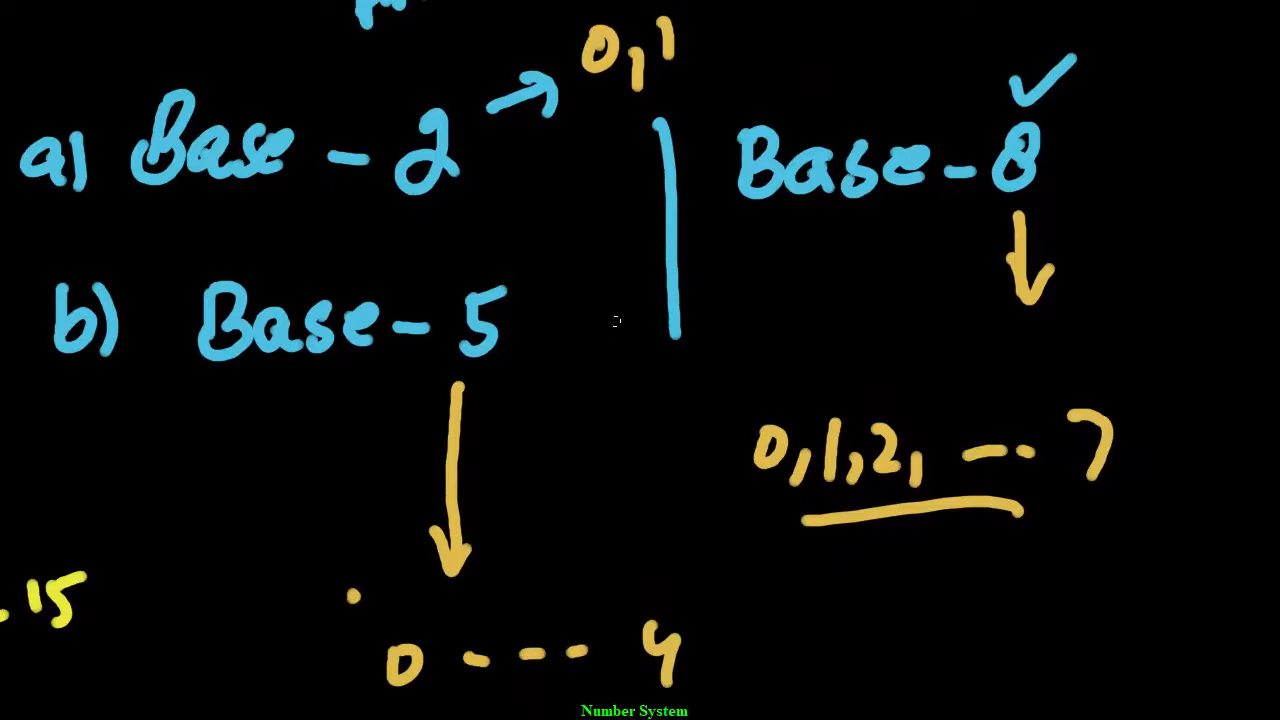 0, 1
a) Base - 2 →
Base - 8 ✓
b) Base - 5
0, 1, 2, --- 7
. 15
0 - - - 4
Number System